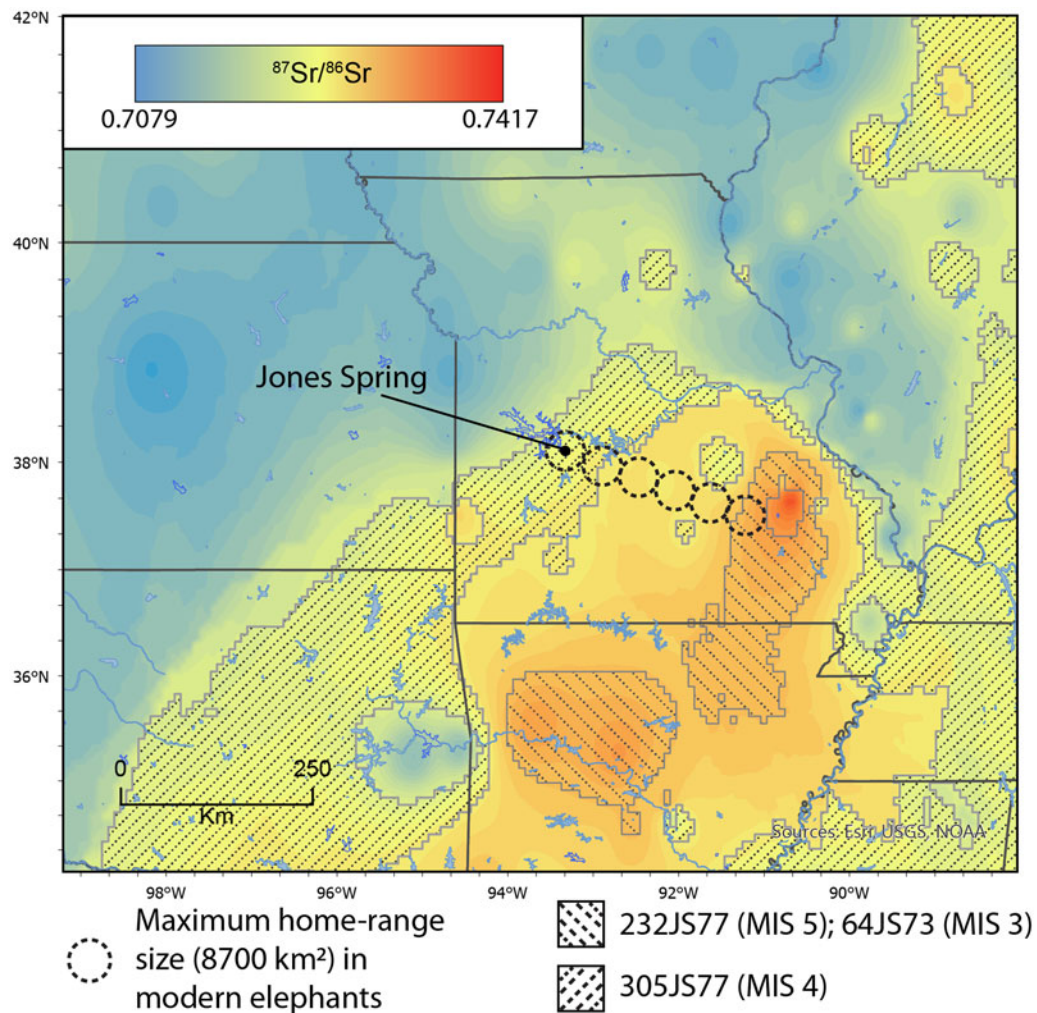 42°N
⁸⁷Sr/⁸⁶Sr
0.7079 0.7417
40°N
Jones Spring
38°N
36°N
0 250
Km
Sources: Esri, USGS, NOAA
98°W 96°W 94°W 92°W 90°W
Maximum home-range
size (8700 km²) in
modern elephants
232JS77 (MIS 5); 64JS73 (MIS 3)
305JS77 (MIS 4)